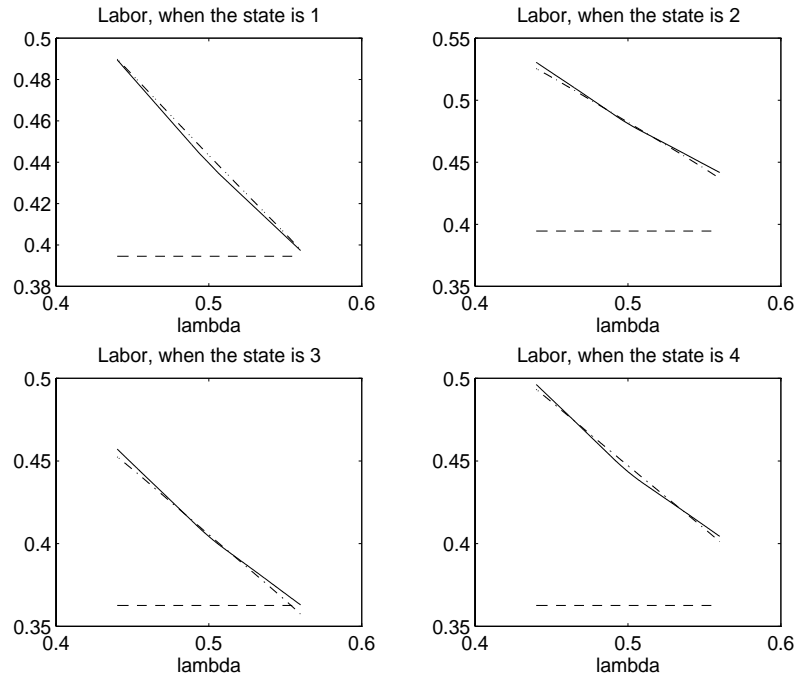 Labor, when the state is 1
0.5
0.48
0.46
0.44
0.42
0.4
0.38
0.4 0.5 0.6
lambda
Labor, when the state is 2
0.55
0.5
0.45
0.4
0.35
0.4 0.5 0.6
lambda
Labor, when the state is 3
0.5
0.45
0.4
0.35
0.4 0.5 0.6
lambda
Labor, when the state is 4
0.5
0.45
0.4
0.35
0.4 0.5 0.6
lambda